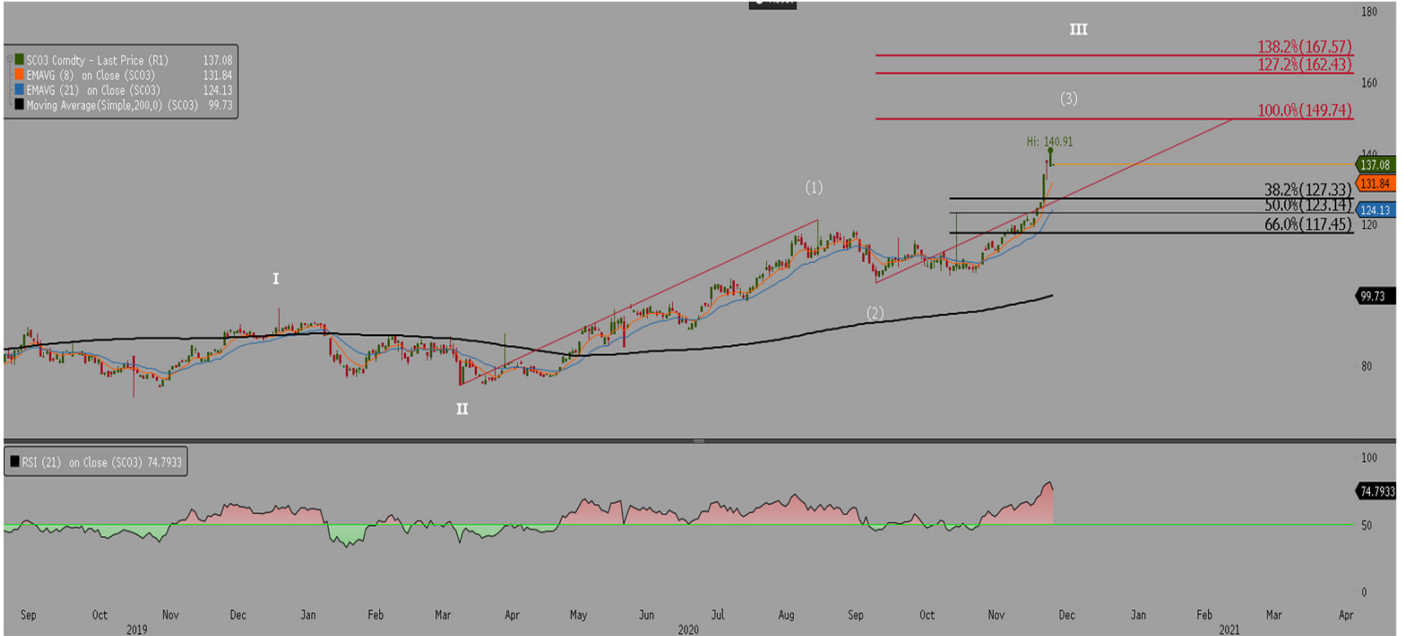 180
III
138.2%(167.57)
127.2%(162.43)
SCO3 Comdty - Last Price (R1) 137.08
EMAVG (8) on Close (SCO3) 131.84
EMAVG (21) on Close (SCO3) 124.13
Moving Average(Simple,200,0) (SCO3) 99.73
160
(3)
100.0%(149.74)
Hi: 140.91
140
137.08
(1)
131.84
38.2%(127.33)
50.0%(123.14)
124.13
66.0%(117.45)
120
I
99.73
(2)
80
II
RSI (21) on Close (SCO3) 74.7933
100
74.7933
50
0
Sep Oct Nov Dec Jan Feb Mar Apr May Jun Jul Aug Sep Oct Nov Dec Jan Feb Mar Apr
2019 2020 2021